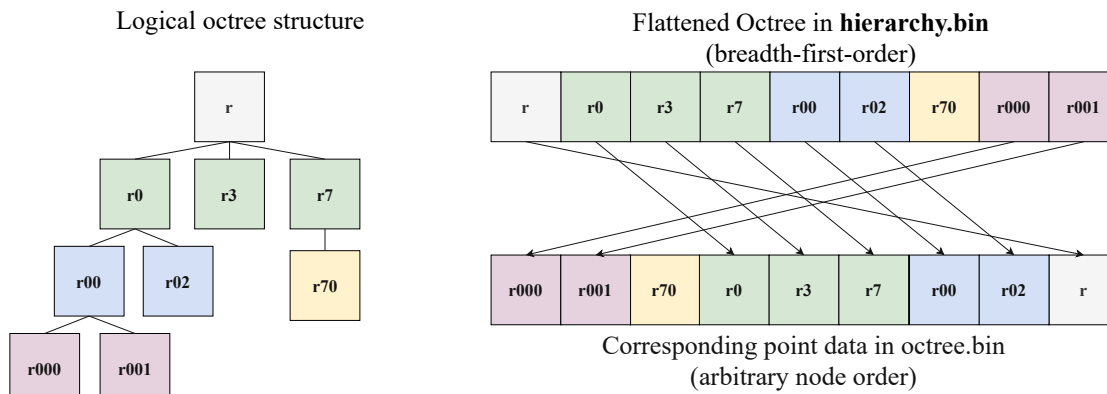 Logical octree structure
r
r0 r3 r7
r00 r02 r70
r000 r001
Flattened Octree in hierarchy.bin
(breadth-first-order)
r r0 r3 r7 r00 r02 r70 r000 r001
r000 r001 r70 r0 r3 r7 r00 r02 r
Corresponding point data in octree.bin
(arbitrary node order)